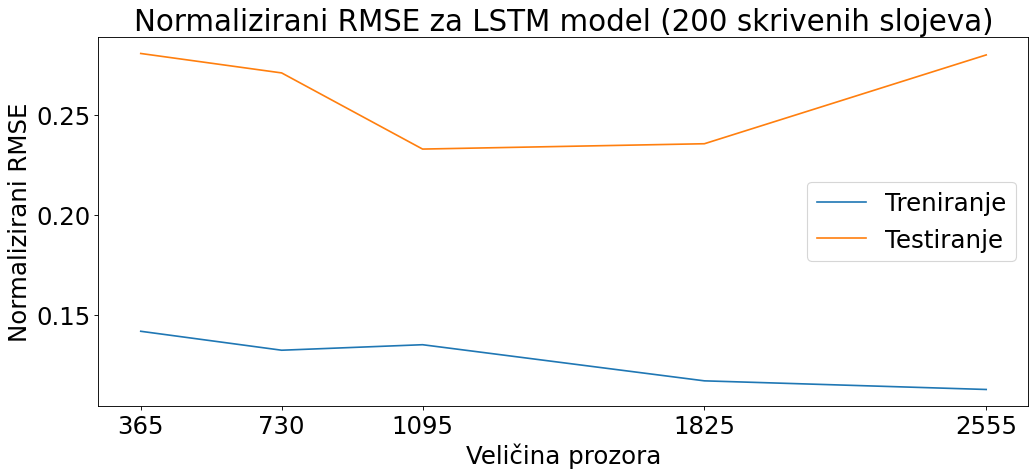 Normalizirani RMSE za LSTM model (200 skrivenih slojeva)
Normalizirani RMSE
0.25
0.20
0.15
Treniranje
Testiranje
365 730 1095 1825 2555
Veličina prozora